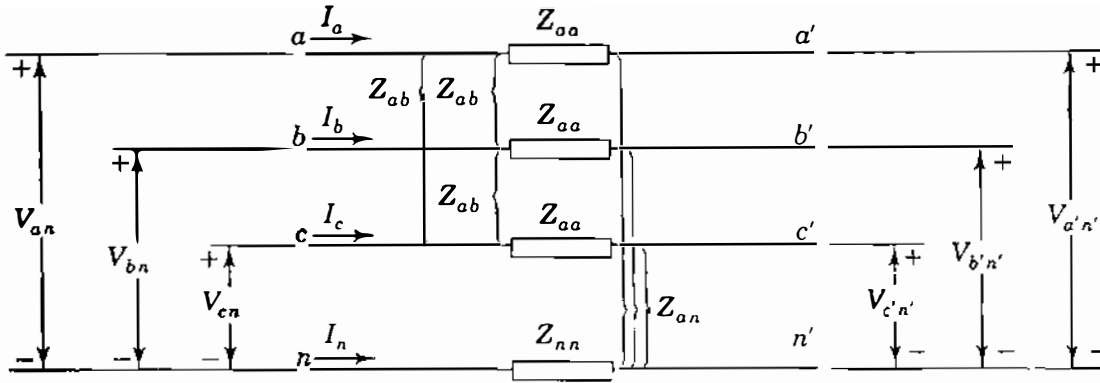 I_a Z_aa
a a′
+ +
Z_ab Z_ab
I_b Z_aa
b b′
+ +
V_an Z_ab V_a′n′
I_c Z_aa
c c′
V_bn V_b′n′
+ +
V_cn Z_an V_c′n′
I_n Z_nn
n n′
− − − − − −